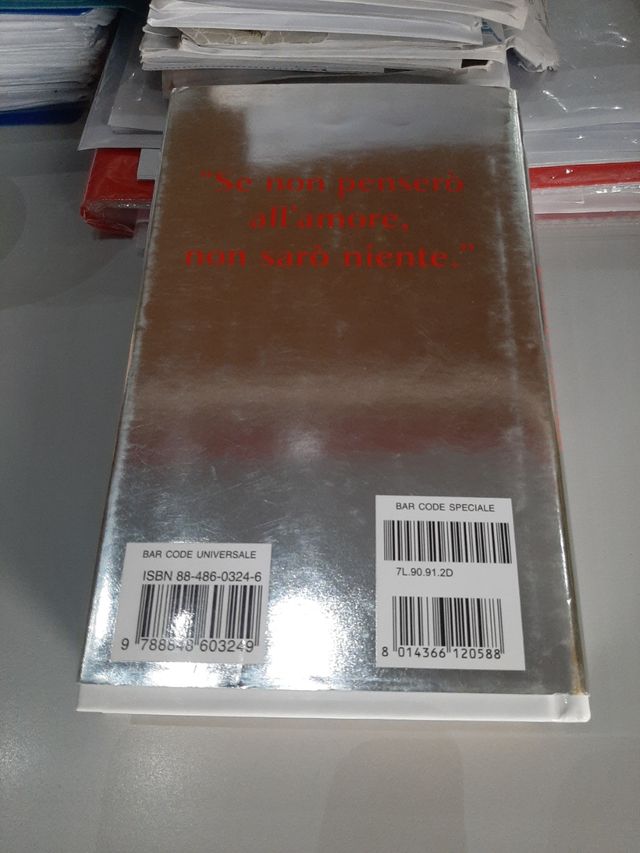 "Se non penserò
all'amore,
non sarò niente."
BAR CODE SPECIALE
7L.90.91.2D
8 014366 120588
BAR CODE UNIVERSALE
ISBN 88-486-0324-6
9 788848 603249